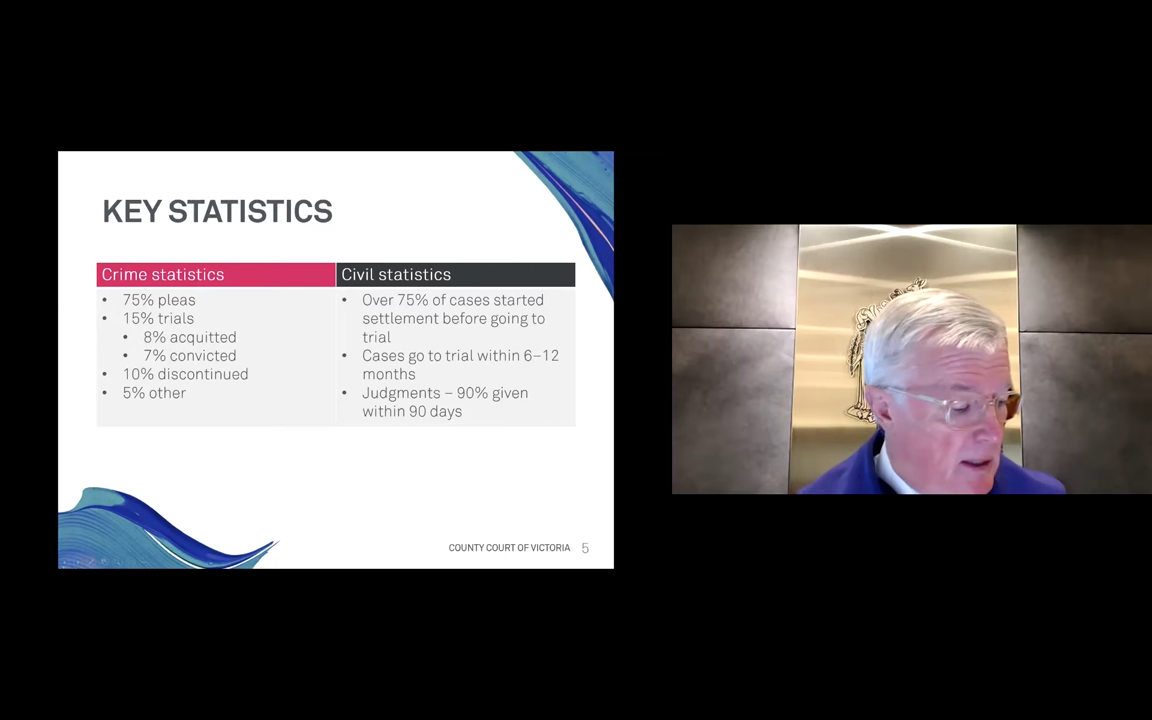 KEY STATISTICS
Crime statistics
• 75% pleas
• 15% trials
• 8% acquitted
• 7% convicted
• 10% discontinued
• 5% other
Civil statistics
• Over 75% of cases started
settlement before going to
trial
• Cases go to trial within 6–12
months
• Judgments – 90% given
within 90 days
COUNTY COURT OF VICTORIA 5